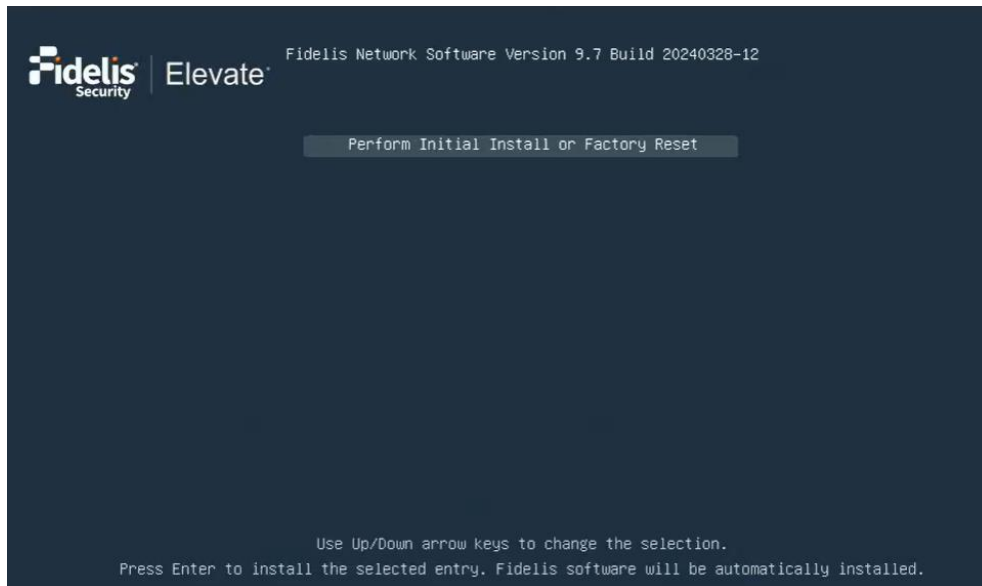 Fidelis Security | Elevate
Fidelis Network Software Version 9.7 Build 20240328-12
Perform Initial Install or Factory Reset
Use Up/Down arrow keys to change the selection.
Press Enter to install the selected entry. Fidelis software will be automatically installed.